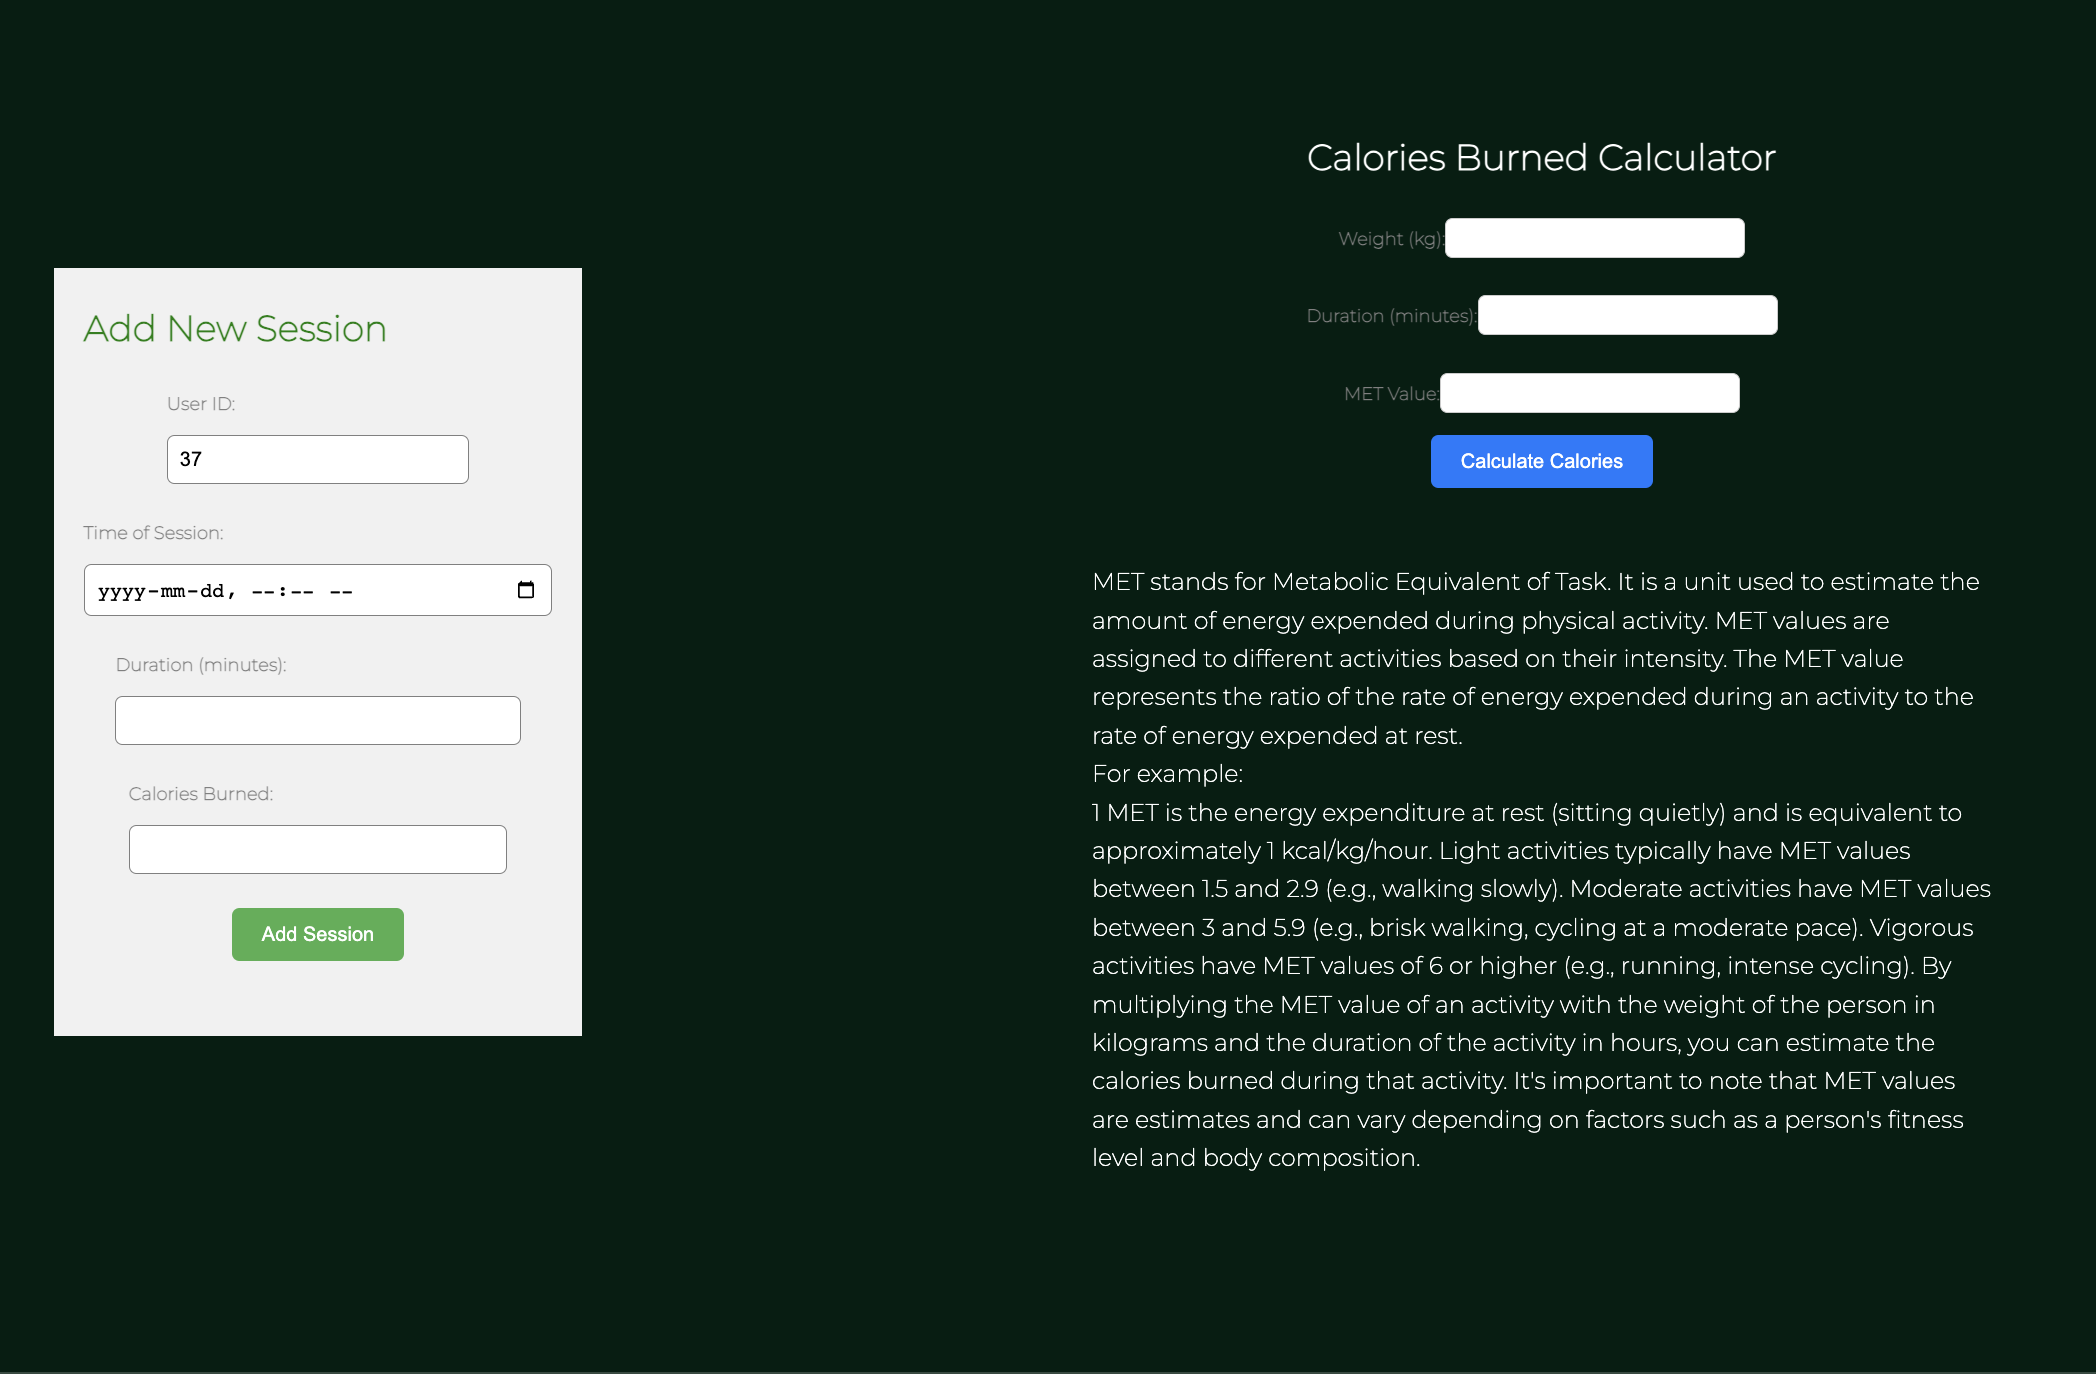 Add New Session
User ID:
37
Time of Session:
yyyy-mm-dd, --:-- --
Duration (minutes):
Calories Burned:
Add Session
Calories Burned Calculator
Weight (kg):
Duration (minutes):
MET Value:
Calculate Calories
MET stands for Metabolic Equivalent of Task. It is a unit used to estimate the
amount of energy expended during physical activity. MET values are
assigned to different activities based on their intensity. The MET value
represents the ratio of the rate of energy expended during an activity to the
rate of energy expended at rest.
For example:
1 MET is the energy expenditure at rest (sitting quietly) and is equivalent to
approximately 1 kcal/kg/hour. Light activities typically have MET values
between 1.5 and 2.9 (e.g., walking slowly). Moderate activities have MET values
between 3 and 5.9 (e.g., brisk walking, cycling at a moderate pace). Vigorous
activities have MET values of 6 or higher (e.g., running, intense cycling). By
multiplying the MET value of an activity with the weight of the person in
kilograms and the duration of the activity in hours, you can estimate the
calories burned during that activity. It's important to note that MET values
are estimates and can vary depending on factors such as a person's fitness
level and body composition.